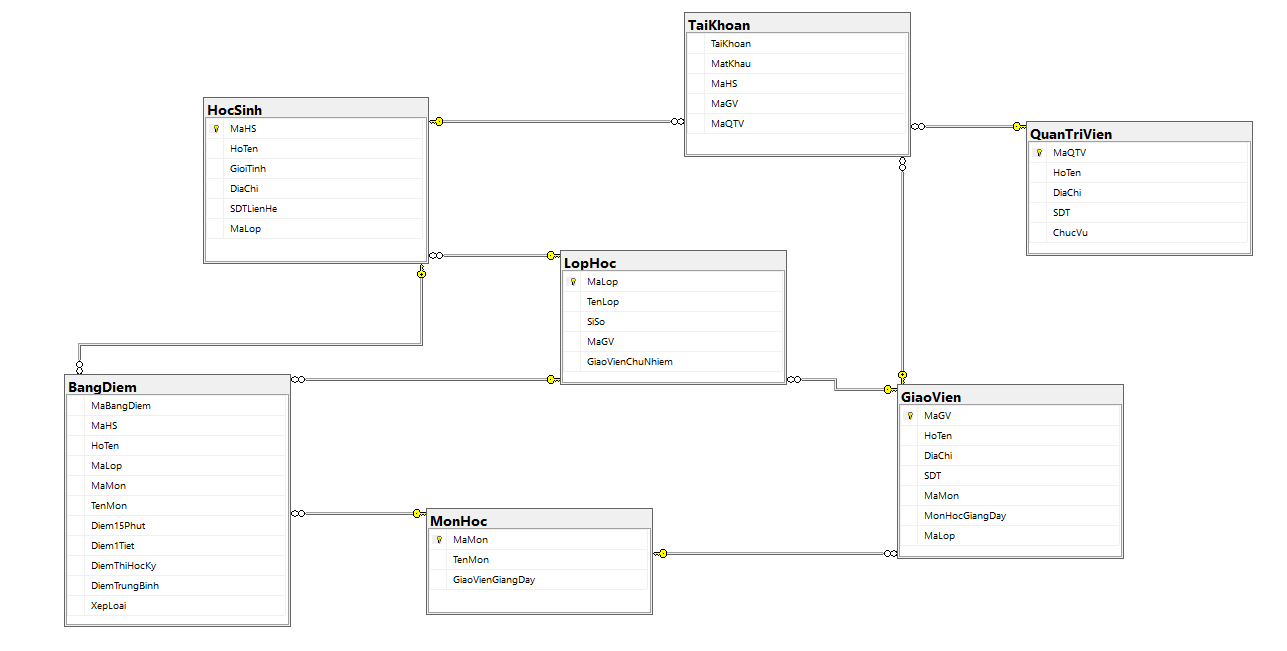 TaiKhoan
TaiKhoan
MatKhau
MaHS
MaGV
MaQTV
HocSinh
MaHS
HoTen
GioiTinh
DiaChi
SDTLienHe
MaLop
QuanTriVien
MaQTV
HoTen
DiaChi
SDT
ChucVu
LopHoc
MaLop
TenLop
SiSo
MaGV
GiaoVienChuNhiem
BangDiem
MaBangDiem
MaHS
HoTen
MaLop
MaMon
TenMon
Diem15Phut
Diem1Tiet
DiemThiHocKy
DiemTrungBinh
XepLoai
GiaoVien
MaGV
HoTen
DiaChi
SDT
MaMon
MonHocGiangDay
MaLop
MonHoc
MaMon
TenMon
GiaoVienGiangDay